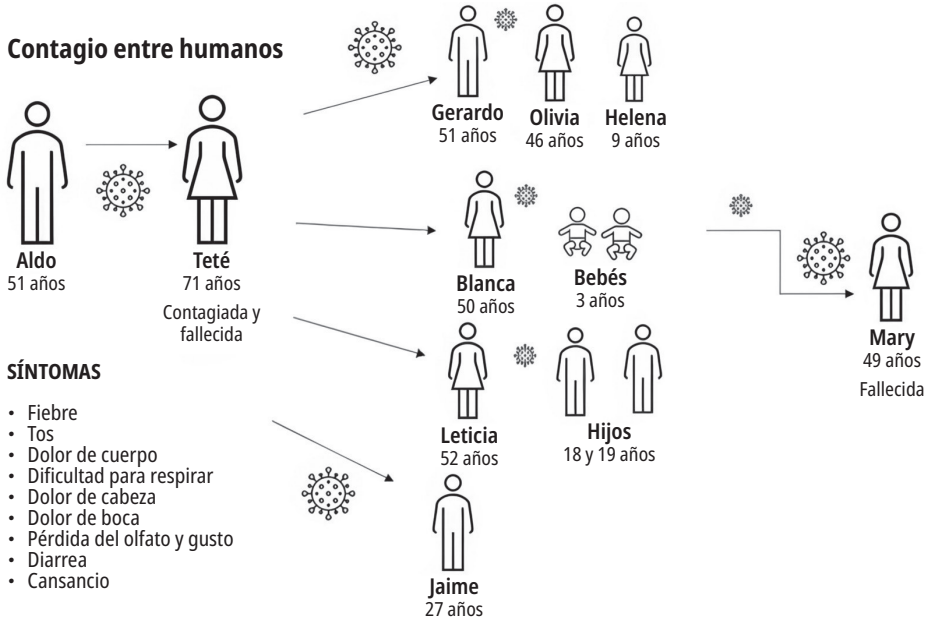 Contagio entre humanos
Aldo
51 años
Teté
71 años
Contagiada y
fallecida
Gerardo
51 años
Olivia
46 años
Helena
9 años
Blanca
50 años
Bebés
3 años
Mary
49 años
Fallecida
Leticia
52 años
Hijos
18 y 19 años
Jaime
27 años
SÍNTOMAS
• Fiebre
• Tos
• Dolor de cuerpo
• Dificultad para respirar
• Dolor de cabeza
• Dolor de boca
• Pérdida del olfato y gusto
• Diarrea
• Cansancio